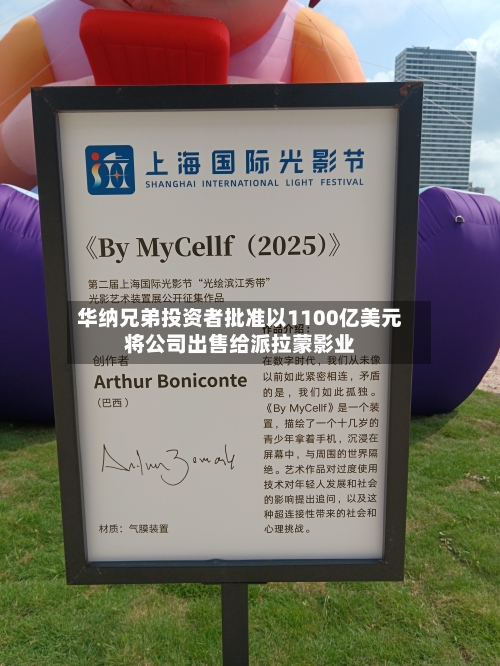 上海国际光影节
SHANGHAI INTERNATIONAL LIGHT FESTIVAL
《By MyCellf（2025）》
第二届上海国际光影节“光绘滨江秀带”
光影艺术装置展公开征集作品
华纳兄弟投资者批准以1100亿美元
将公司出售给派拉蒙影业
创作者
Arthur Boniconte
（巴西）
材质：气膜装置
作品介绍：
在数字时代，我们从未像
以前如此紧密相连，矛盾
的是，我们如此孤独。
《By MyCellf》是一个装
置，描绘了一个十几岁的
青少年拿着手机，沉浸在
屏幕中，与周围的世界隔
绝。艺术作品对过度使用
技术对年轻人发展和社会
的影响提出追问，以及这
种超连接性带来的社会和
心理挑战。